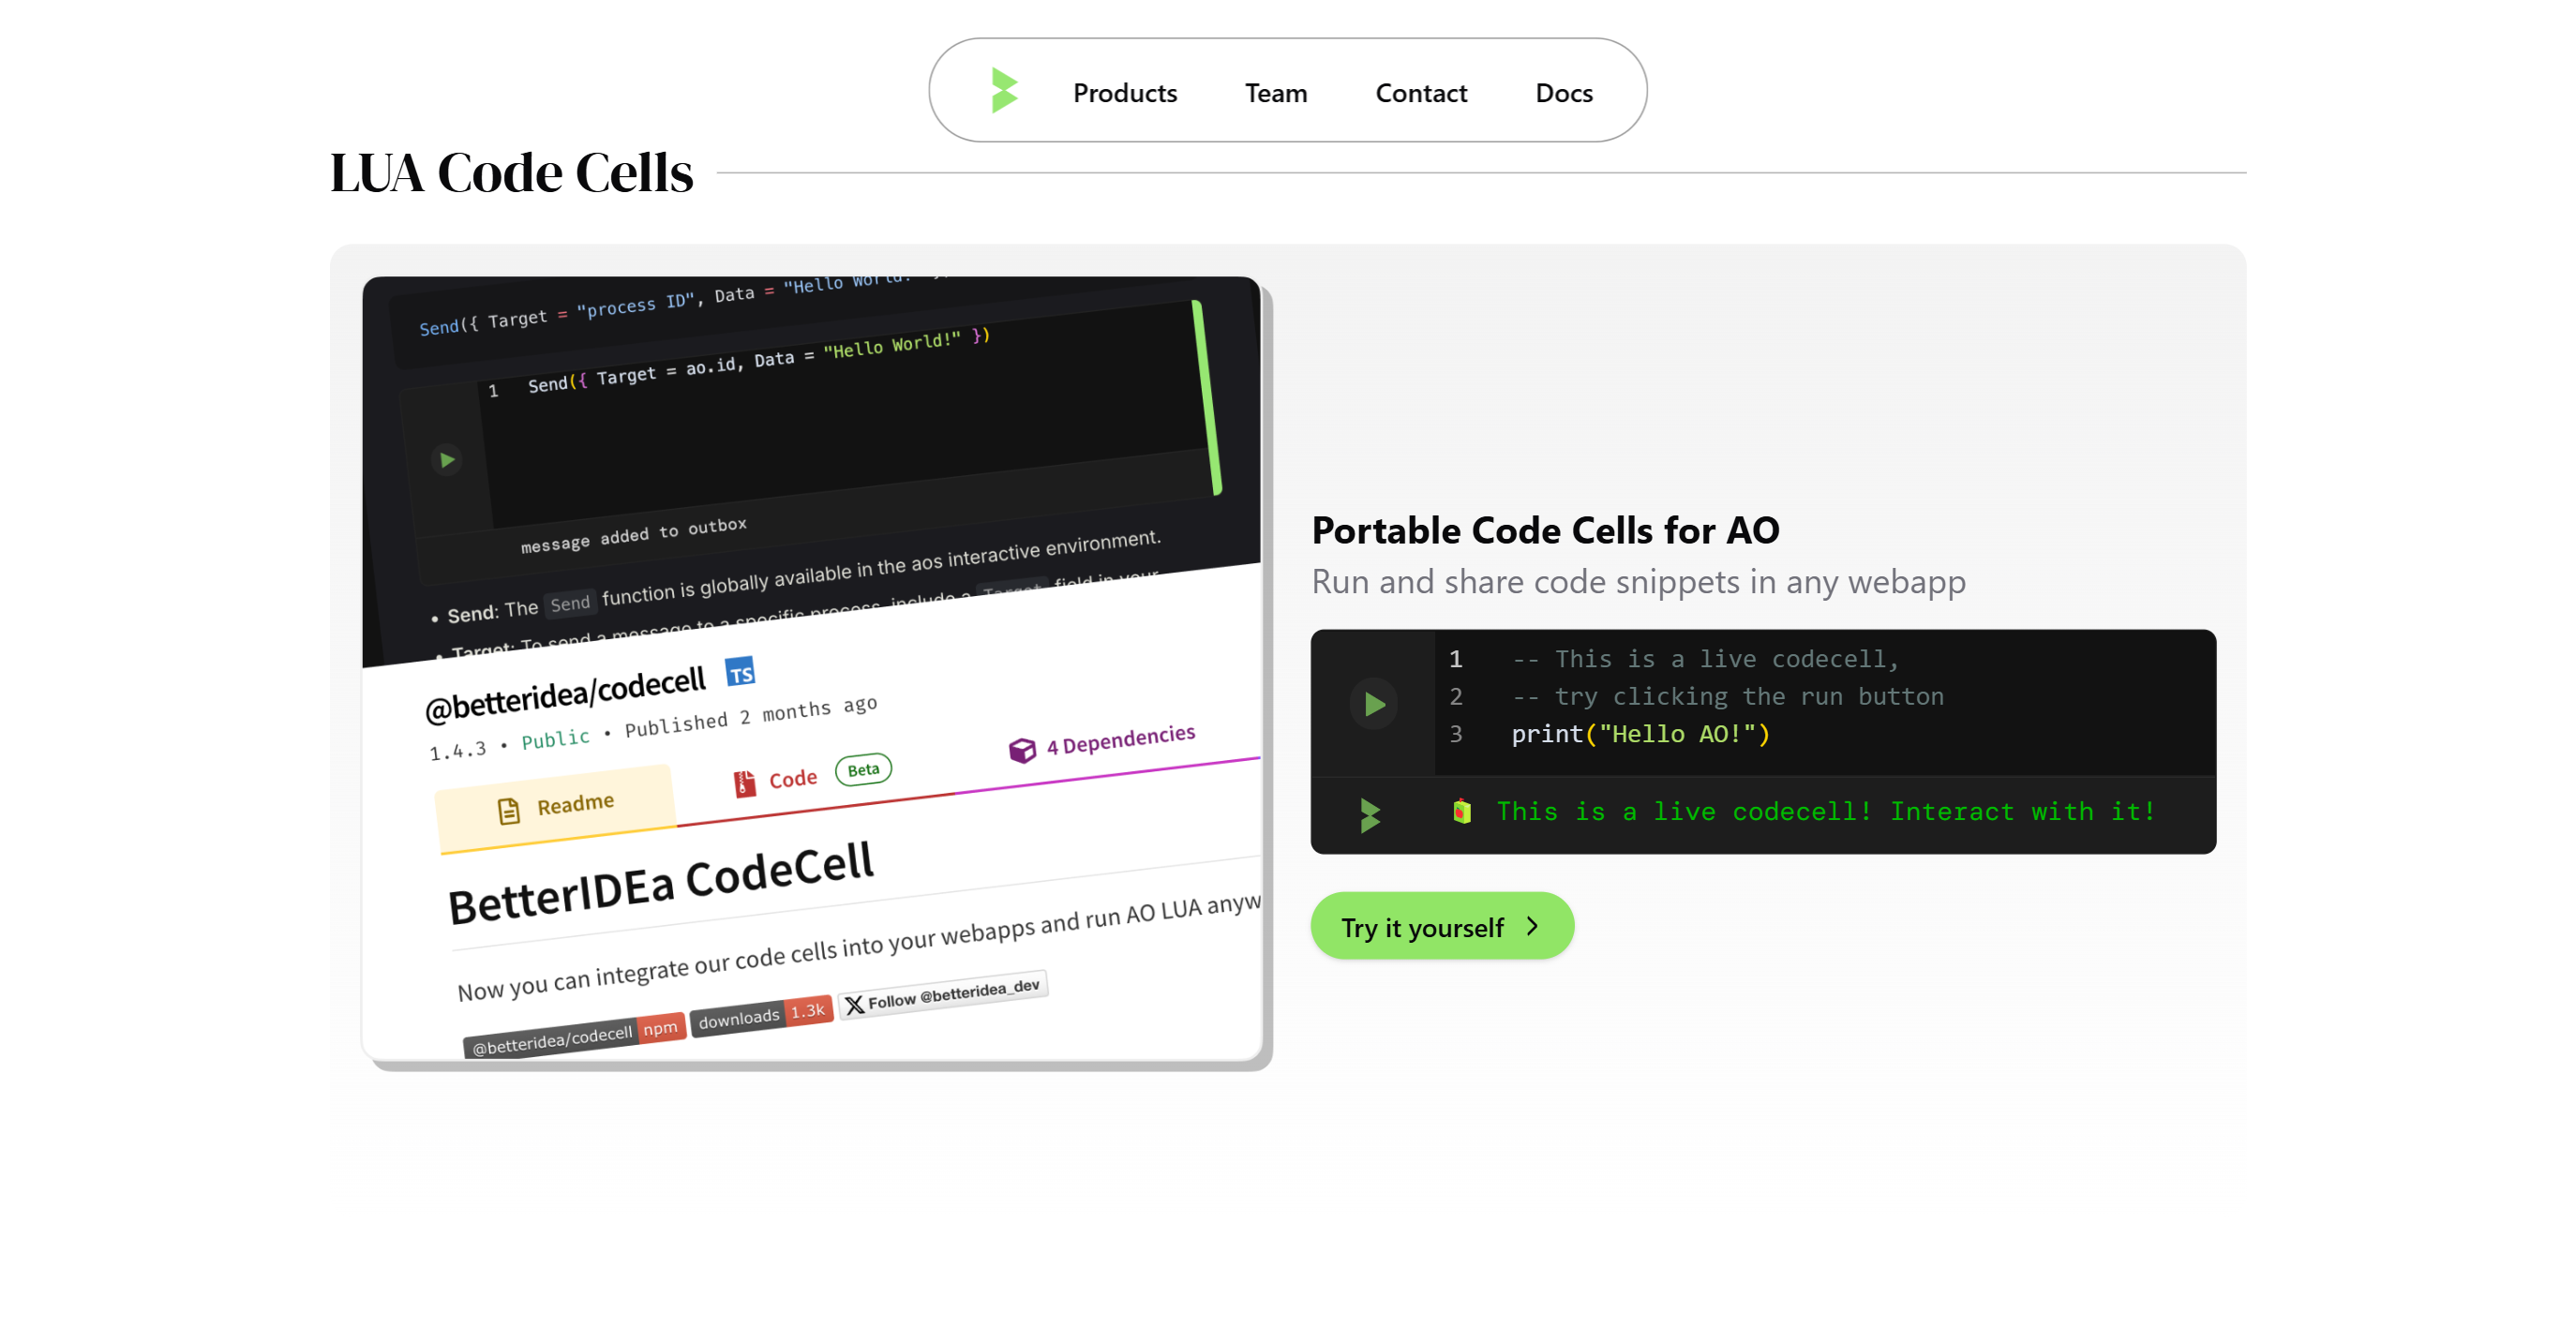 Products Team Contact Docs
LUA Code Cells
Send({ Target = "process ID", Data = "Hello World!"
1 Send({ Target = ao.id, Data = "Hello World!" })
message added to outbox
• Send: The Send function is globally available in the aos interactive environment.
• Target: To send a message to a specific process, include a Target field in your
@betteridea/codecell TS
1.4.3 • Public • Published 2 months ago
Readme Code Beta 4 Dependencies
BetterIDEa CodeCell
Now you can integrate our code cells into your webapps and run AO LUA anyw
@betteridea/codecell npm downloads 1.3k Follow @betteridea_dev
Portable Code Cells for AO
Run and share code snippets in any webapp
1 -- This is a live codecell,
2 -- try clicking the run button
3 print("Hello AO!")
This is a live codecell! Interact with it!
Try it yourself